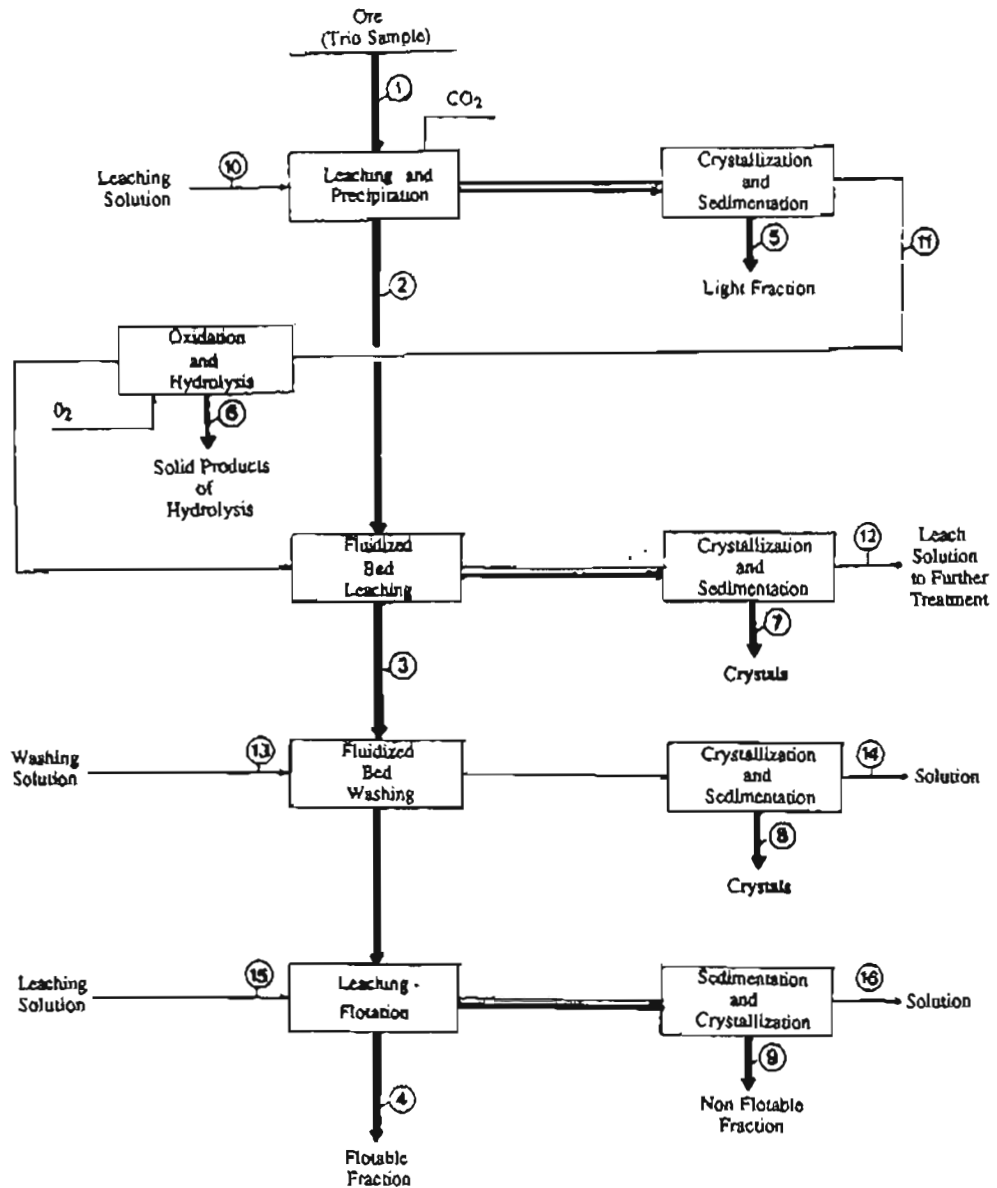 Ore
(Trio Sample)
1
CO2
10
Leaching
Solution
Leaching and
Precipitation
Crystallization
and
Sedimentation
5
11
2
Light Fraction
Oxidation
and
Hydrolysis
O2
6
Solid Products
of
Hydrolysis
Fluidized
Bed
Leaching
Crystallization
and
Sedimentation
12
Leach
Solution
to Further
Treatment
7
3
Crystals
Washing
Solution
13
Fluidized
Bed
Washing
Crystallization
and
Sedimentation
14
Solution
8
Crystals
Leaching
Solution
15
Leaching -
Flotation
Sedimentation
and
Crystallization
16
Solution
9
4
Non Flotable
Fraction
Flotable
Fraction